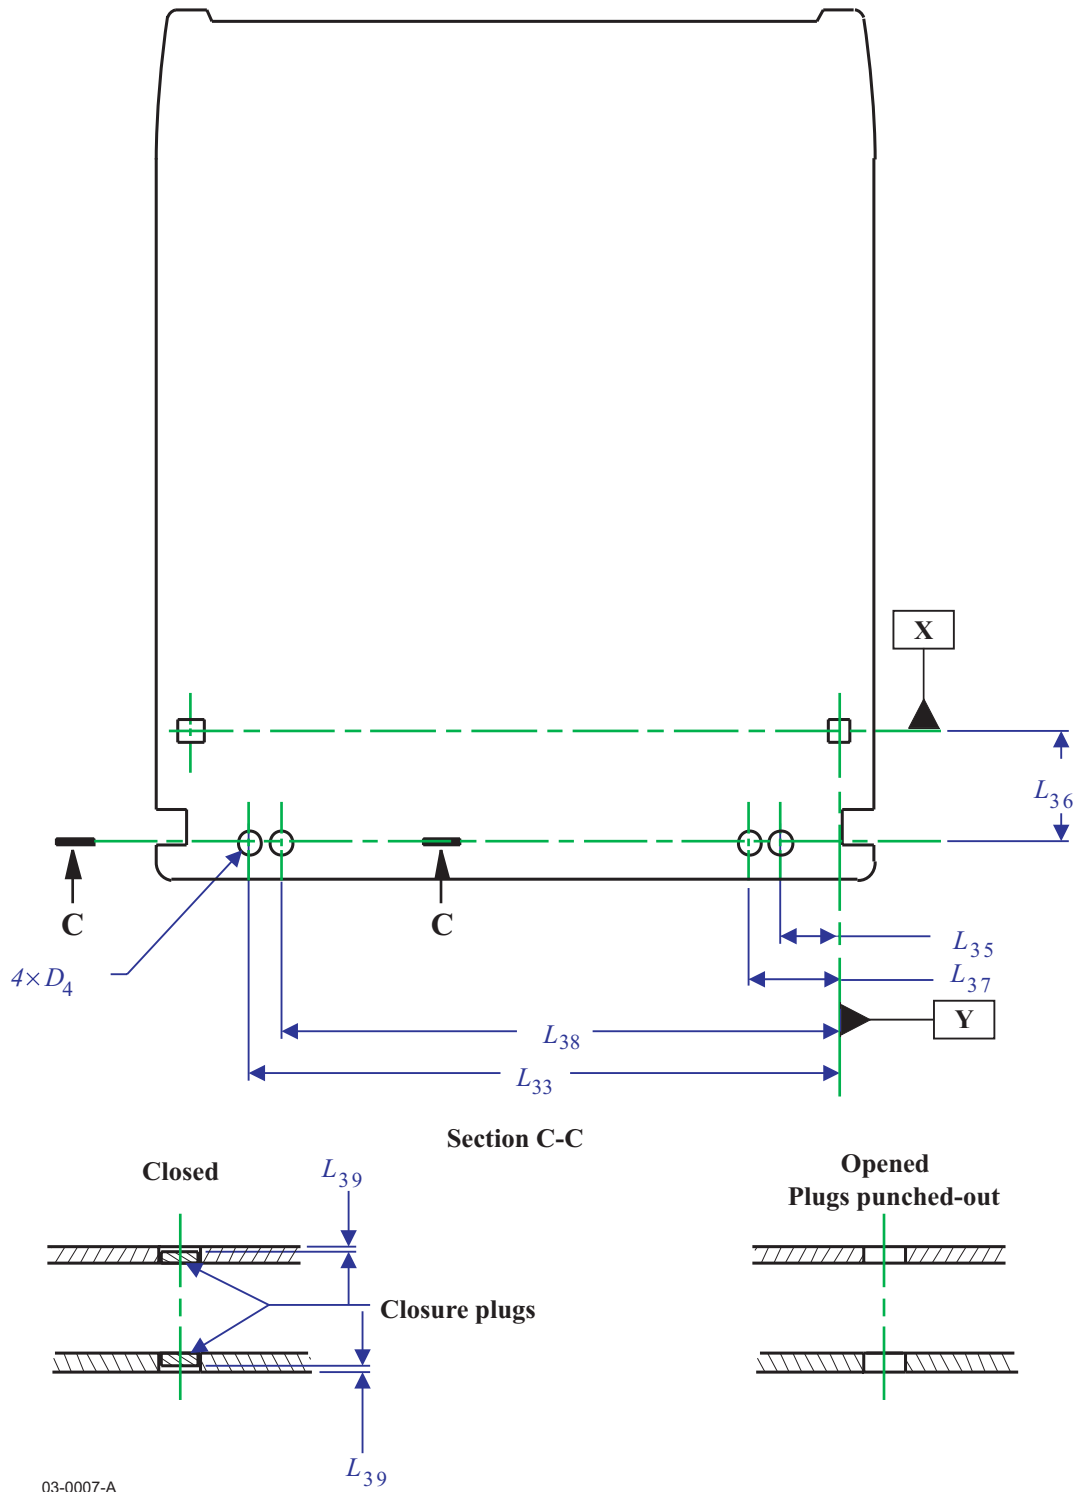 X
L36
C
C
4×D4
L35
L37
Y
L38
L33
Section C-C
Closed
L39
Opened
Plugs punched-out
Closure plugs
L39
03-0007-A